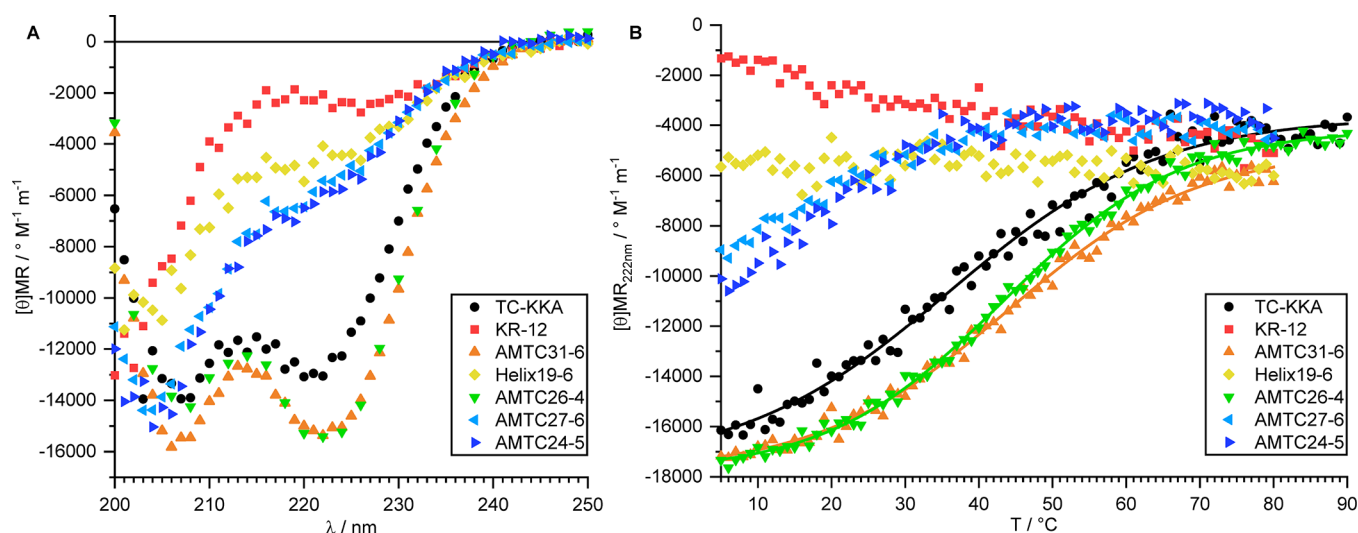 A
0
-2000
-4000
-6000
-8000
-10000
-12000
-14000
-16000
[θ]MR / ° M⁻¹ m⁻¹
200 210 220 230 240 250
λ / nm
TC-KKA
KR-12
AMTC31-6
Helix19-6
AMTC26-4
AMTC27-6
AMTC24-5
B
0
-2000
-4000
-6000
-8000
-10000
-12000
-14000
-16000
-18000
[θ]MR₂₂₂ₙₘ / ° M⁻¹ m⁻¹
10 20 30 40 50 60 70 80 90
T / °C
TC-KKA
KR-12
AMTC31-6
Helix19-6
AMTC26-4
AMTC27-6
AMTC24-5